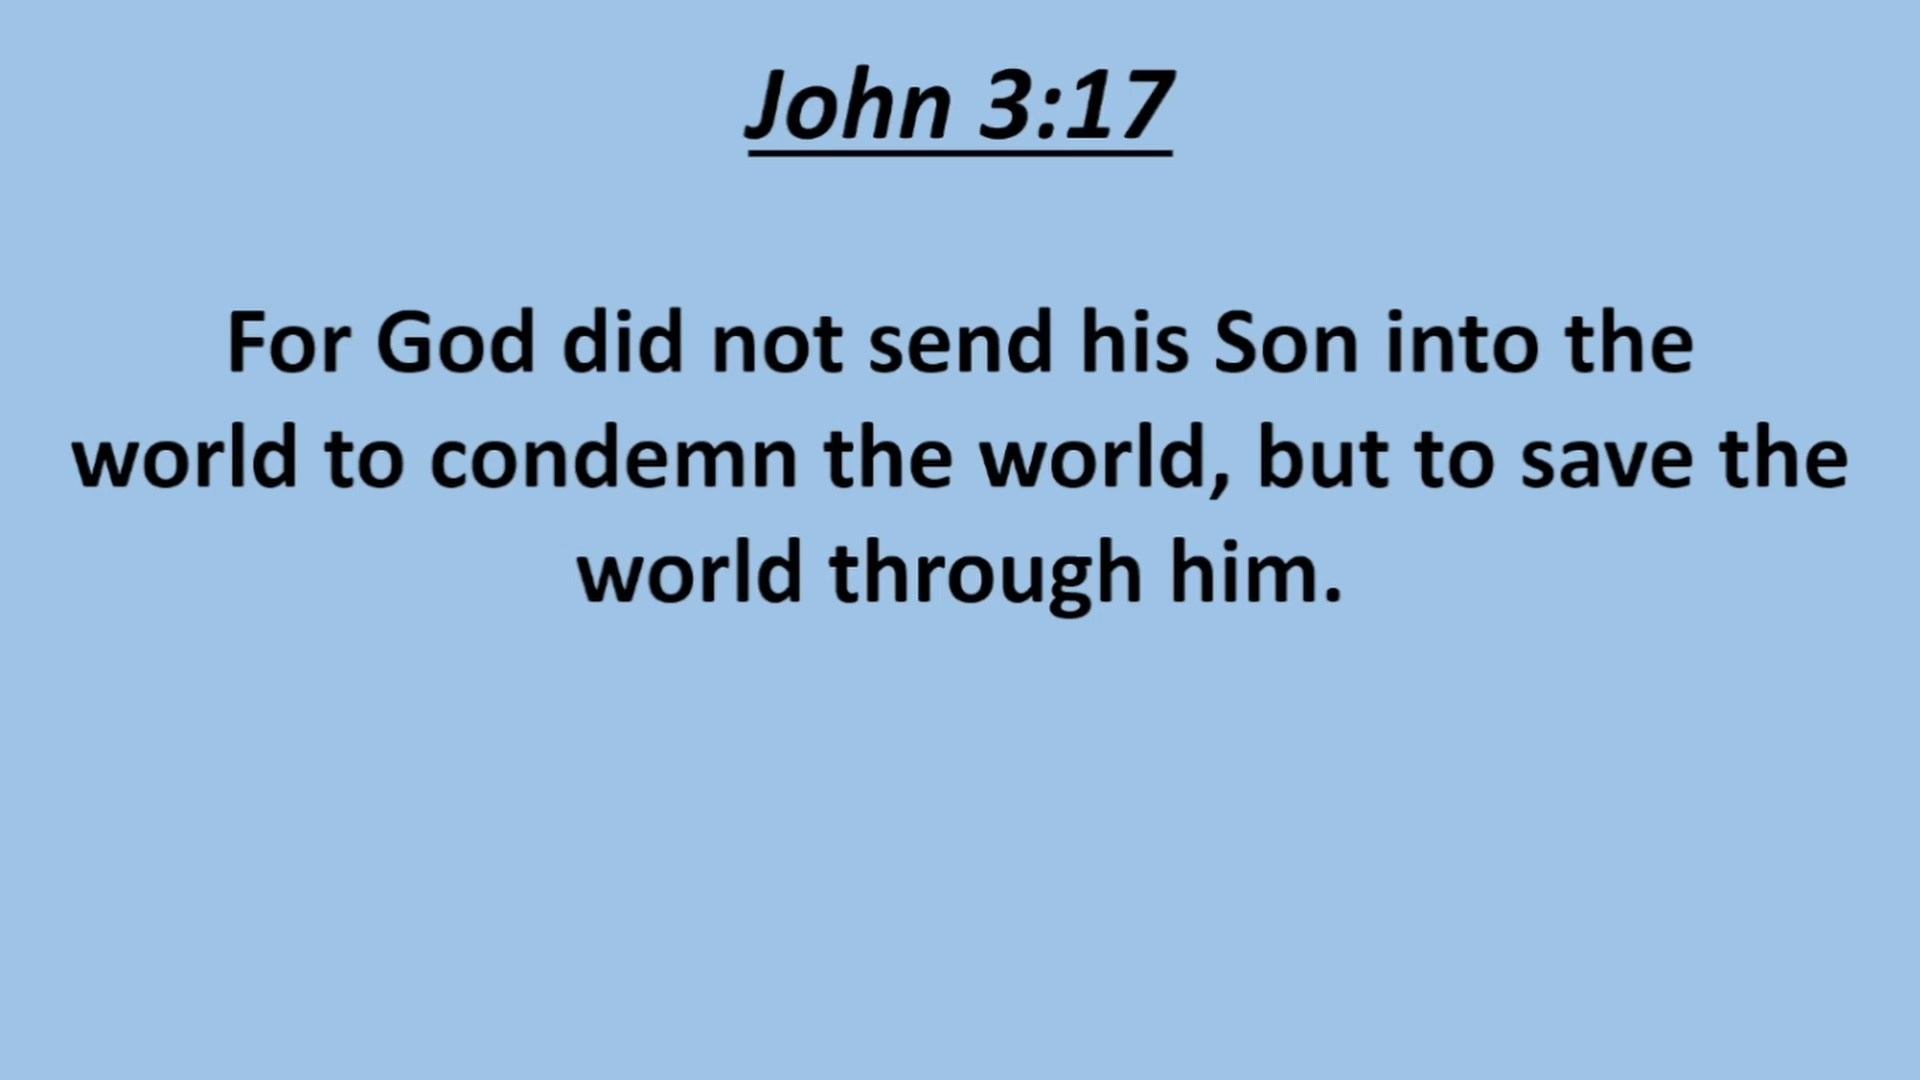 John 3:17
For God did not send his Son into the
world to condemn the world, but to save the
world through him.